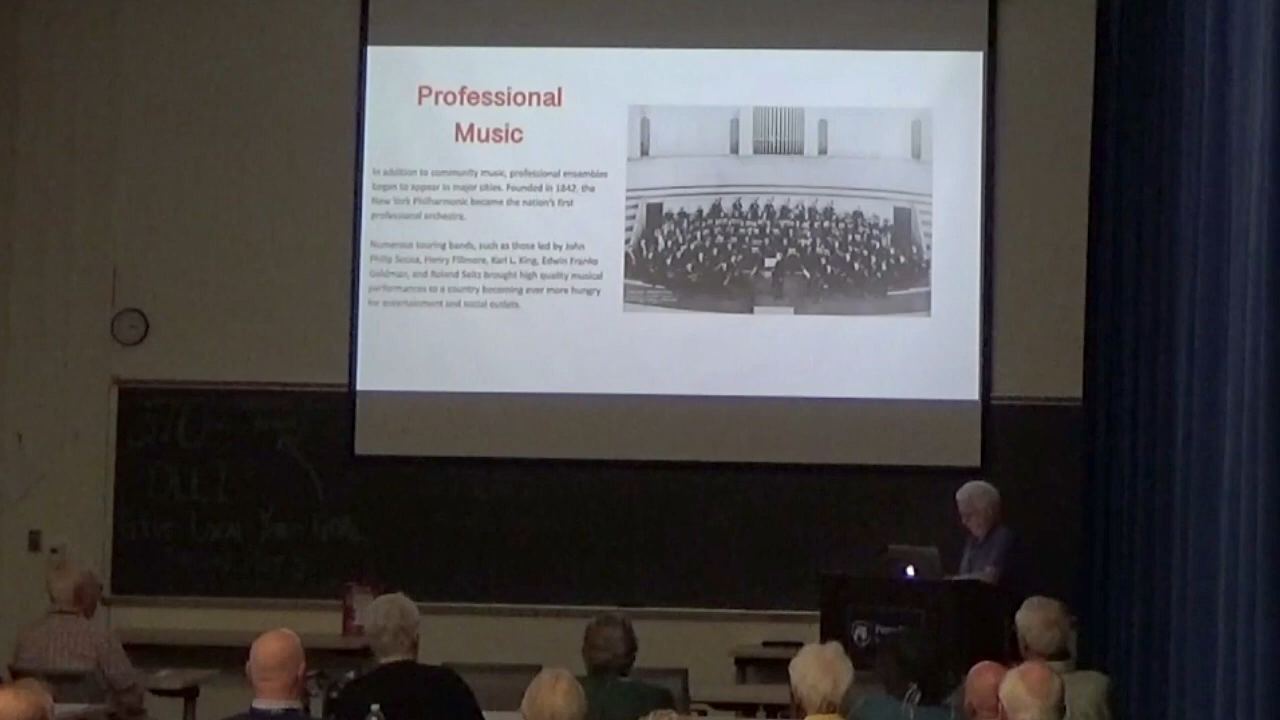 Professional
Music
In addition to community music, professional ensembles
began to appear in major cities. Founded in 1842, the
New York Philharmonic became the nation's first
professional orchestra.
Numerous touring bands, such as those led by John
Philip Sousa, Henry Fillmore, Karl L. King, Edwin Franko
Goldman, and Roland Seitz brought high quality musical
performances to a country becoming ever more hungry
for entertainment and social outlets.
OLLI